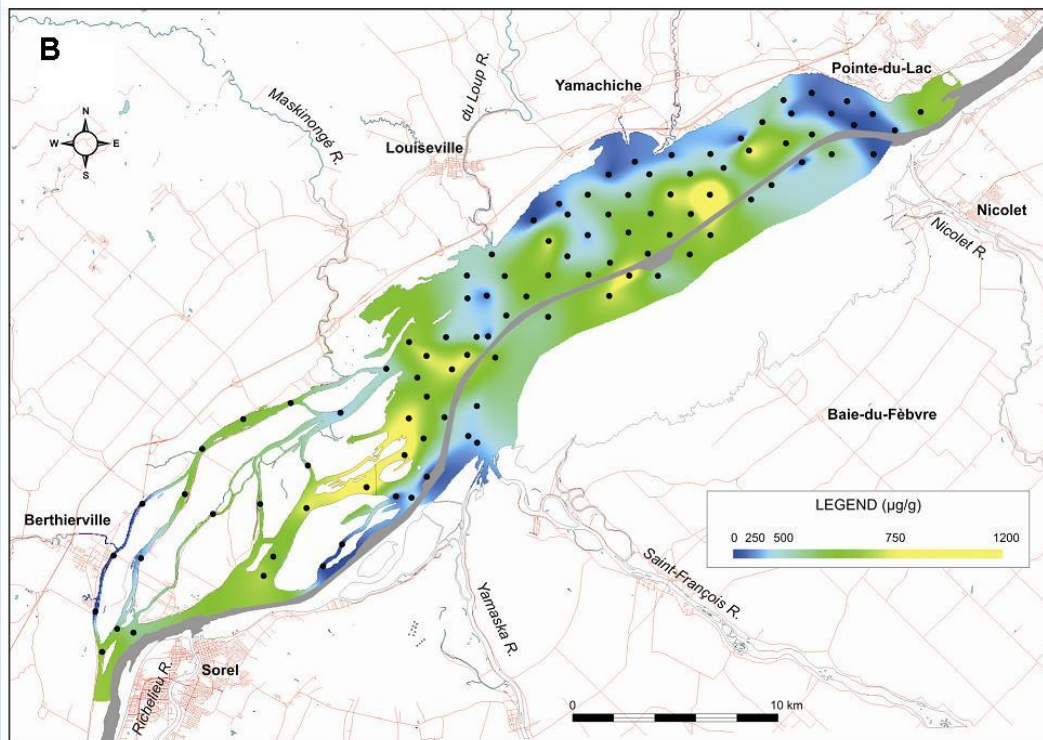 B
Pointe-du-Lac
Yamachiche
du Loup R.
Maskinongé R.
Louiseville
N
W E
S
Nicolet
Nicolet R.
Baie-du-Fèbvre
LEGEND (µg/g)
0 250 500 750 1200
Berthierville
Saint-François R.
Yamaska R.
Sorel
Richelieu R.
0 10 km